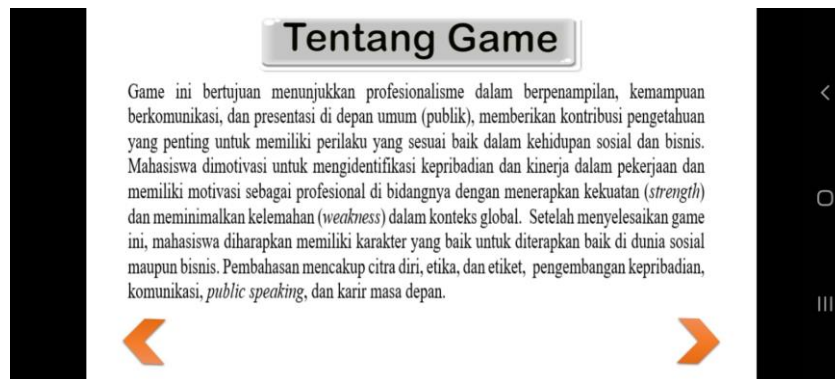 Tentang Game
Game ini bertujuan menunjukkan profesionalisme dalam berpenampilan, kemampuan
berkomunikasi, dan presentasi di depan umum (publik), memberikan kontribusi pengetahuan
yang penting untuk memiliki perilaku yang sesuai baik dalam kehidupan sosial dan bisnis.
Mahasiswa dimotivasi untuk mengidentifikasi kepribadian dan kinerja dalam pekerjaan dan
memiliki motivasi sebagai profesional di bidangnya dengan menerapkan kekuatan (strength)
dan meminimalkan kelemahan (weakness) dalam konteks global. Setelah menyelesaikan game
ini, mahasiswa diharapkan memiliki karakter yang baik untuk diterapkan baik di dunia sosial
maupun bisnis. Pembahasan mencakup citra diri, etika, dan etiket, pengembangan kepribadian,
komunikasi, public speaking, dan karir masa depan.